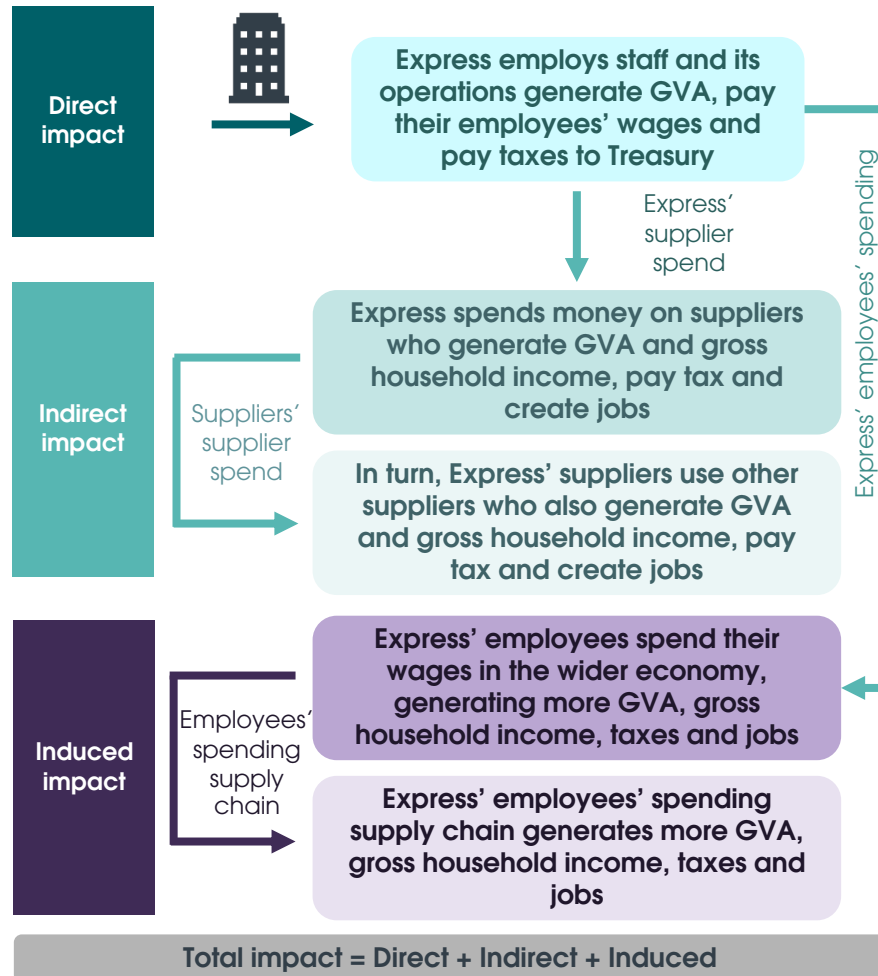 Direct
impact
Express employs staff and its
operations generate GVA, pay
their employees’ wages and
pay taxes to Treasury
Express’
supplier
spend
Express’ employees’ spending
Indirect
impact
Express spends money on suppliers
who generate GVA and gross
household income, pay tax and
create jobs
Suppliers’
supplier
spend
In turn, Express’ suppliers use other
suppliers who also generate GVA
and gross household income, pay
tax and create jobs
Induced
impact
Express’ employees spend their
wages in the wider economy,
generating more GVA, gross
household income, taxes and jobs
Employees’
spending
supply
chain
Express’ employees’ spending
supply chain generates more GVA,
gross household income, taxes and
jobs
Total impact = Direct + Indirect + Induced